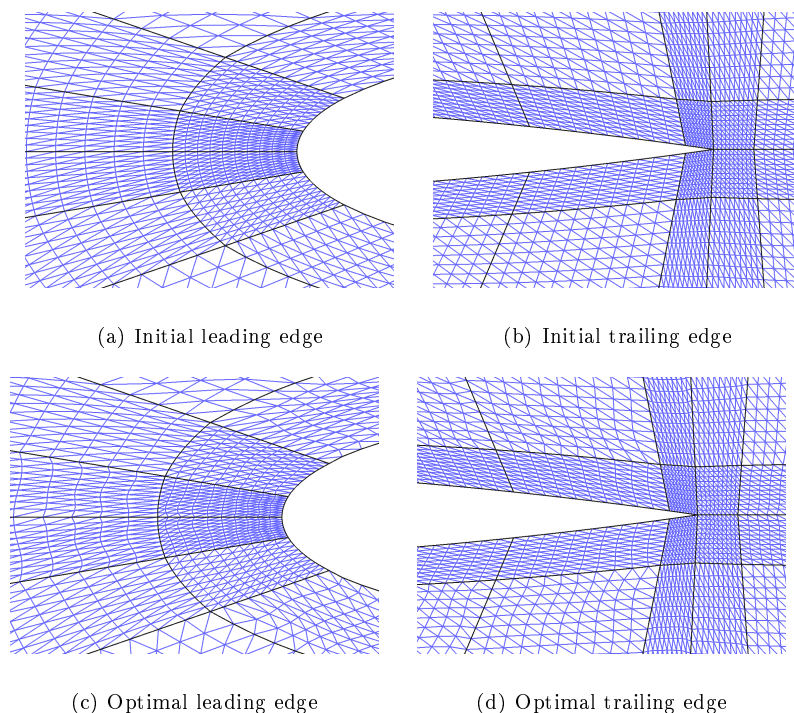 (a) Initial leading edge
(b) Initial trailing edge
(c) Optimal leading edge
(d) Optimal trailing edge